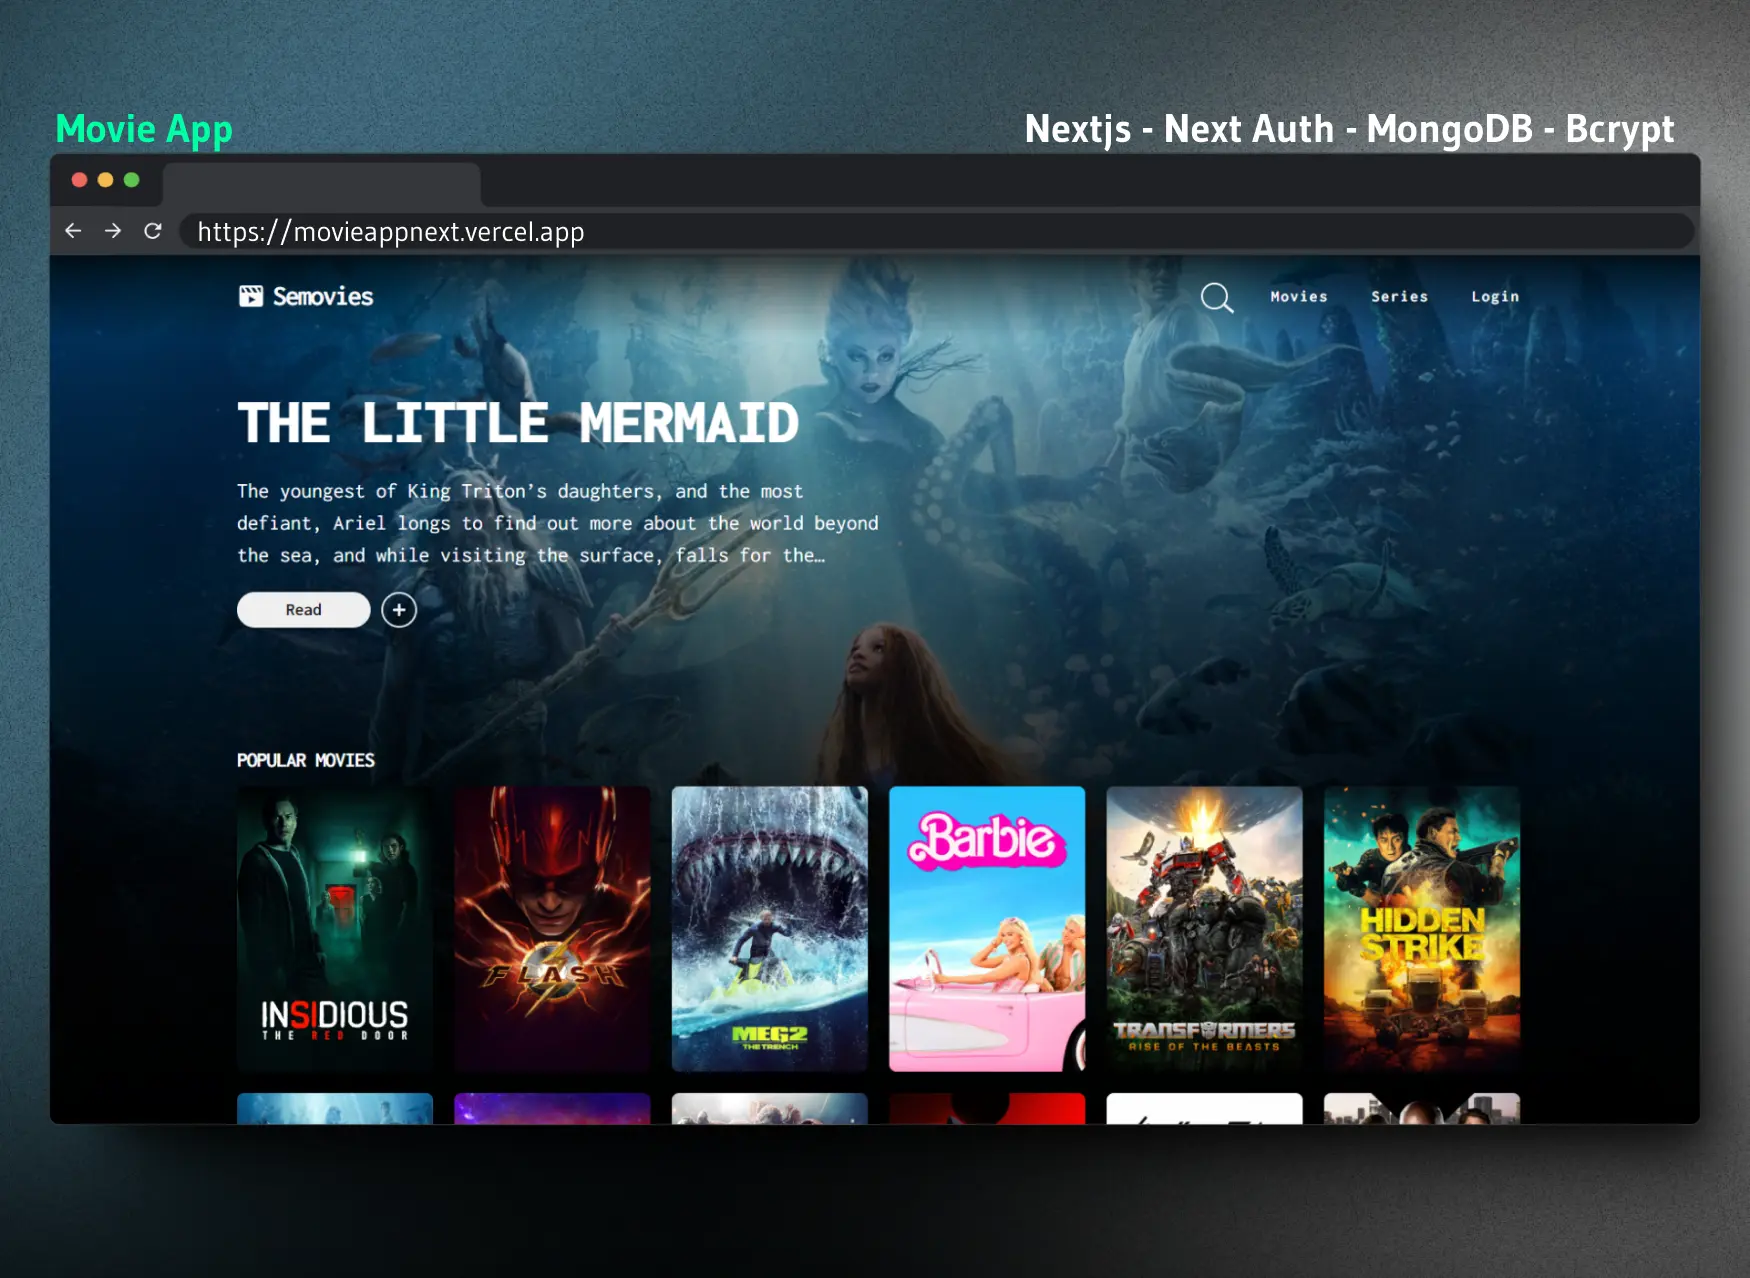 Movie App
Nextjs - Next Auth - MongoDB - Bcrypt
https://movieappnext.vercel.app
Semovies
Movies
Series
Login
THE LITTLE MERMAID
The youngest of King Triton's daughters, and the most
defiant, Ariel longs to find out more about the world beyond
the sea, and while visiting the surface, falls for the…
Read
POPULAR MOVIES
INSIDIOUS
THE RED DOOR
FLASH
MEG2
THE TRENCH
Barbie
TRANSFORMERS
RISE OF THE BEASTS
HIDDEN
STRIKE